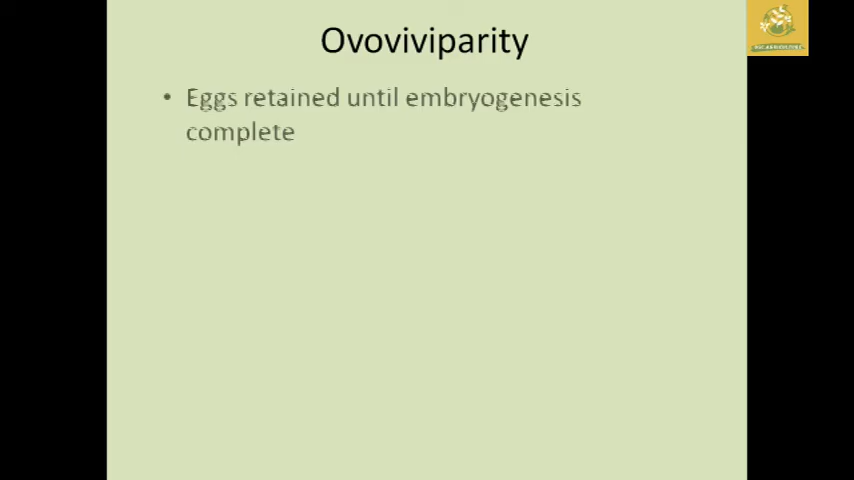 Ovoviviparity
• Eggs retained until embryogenesis
complete